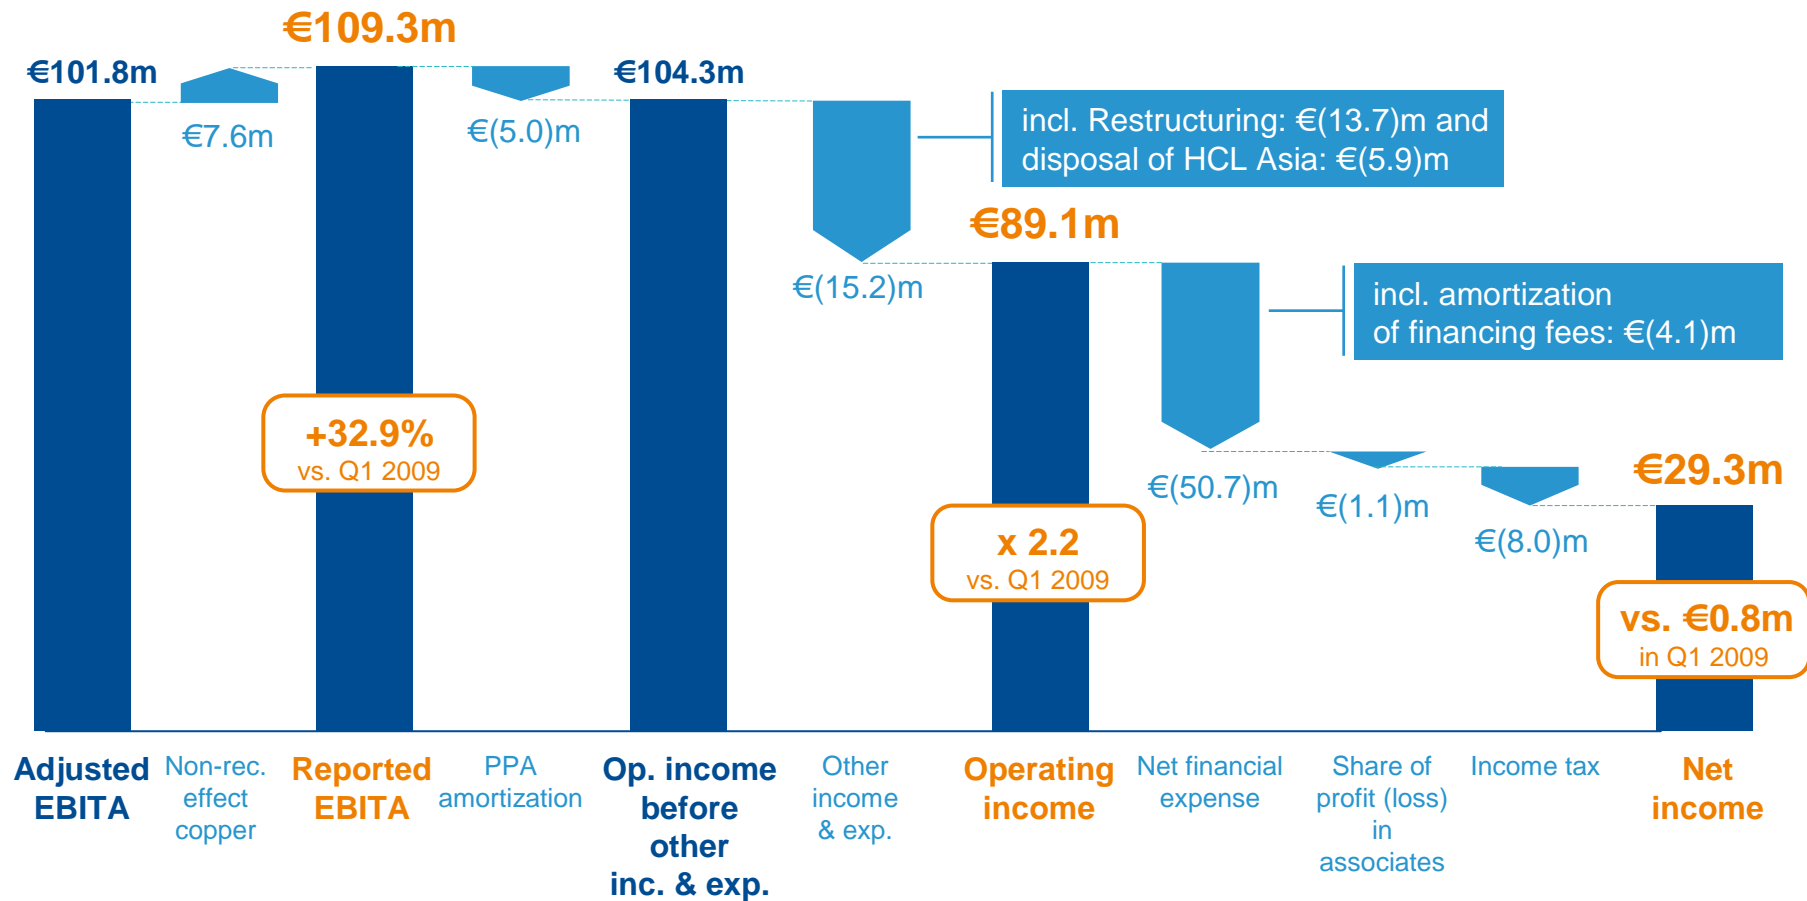 €109.3m
€101.8m
€7.6m
€(5.0)m
€104.3m
incl. Restructuring: €(13.7)m and
disposal of HCL Asia: €(5.9)m
€(15.2)m
€89.1m
incl. amortization
of financing fees: €(4.1)m
+32.9%
vs. Q1 2009
€(50.7)m
€(1.1)m
€(8.0)m
€29.3m
x 2.2
vs. Q1 2009
vs. €0.8m
in Q1 2009
Adjusted
EBITA
Non-rec.
effect
copper
Reported
EBITA
PPA
amortization
Op. income
before
other
inc. & exp.
Other
income
& exp.
Operating
income
Net financial
expense
Share of
profit (loss)
in
associates
Income tax
Net
income